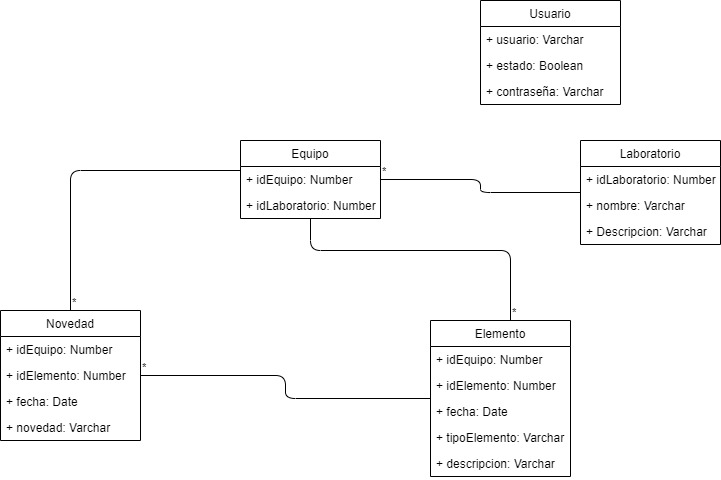 Usuario
+ usuario: Varchar
+ estado: Boolean
+ contraseña: Varchar
Equipo
+ idEquipo: Number
+ idLaboratorio: Number
*
Laboratorio
+ idLaboratorio: Number
+ nombre: Varchar
+ Descripcion: Varchar
*
Novedad
+ idEquipo: Number
+ idElemento: Number
+ fecha: Date
+ novedad: Varchar
*
*
Elemento
+ idEquipo: Number
+ idElemento: Number
+ fecha: Date
+ tipoElemento: Varchar
+ descripcion: Varchar